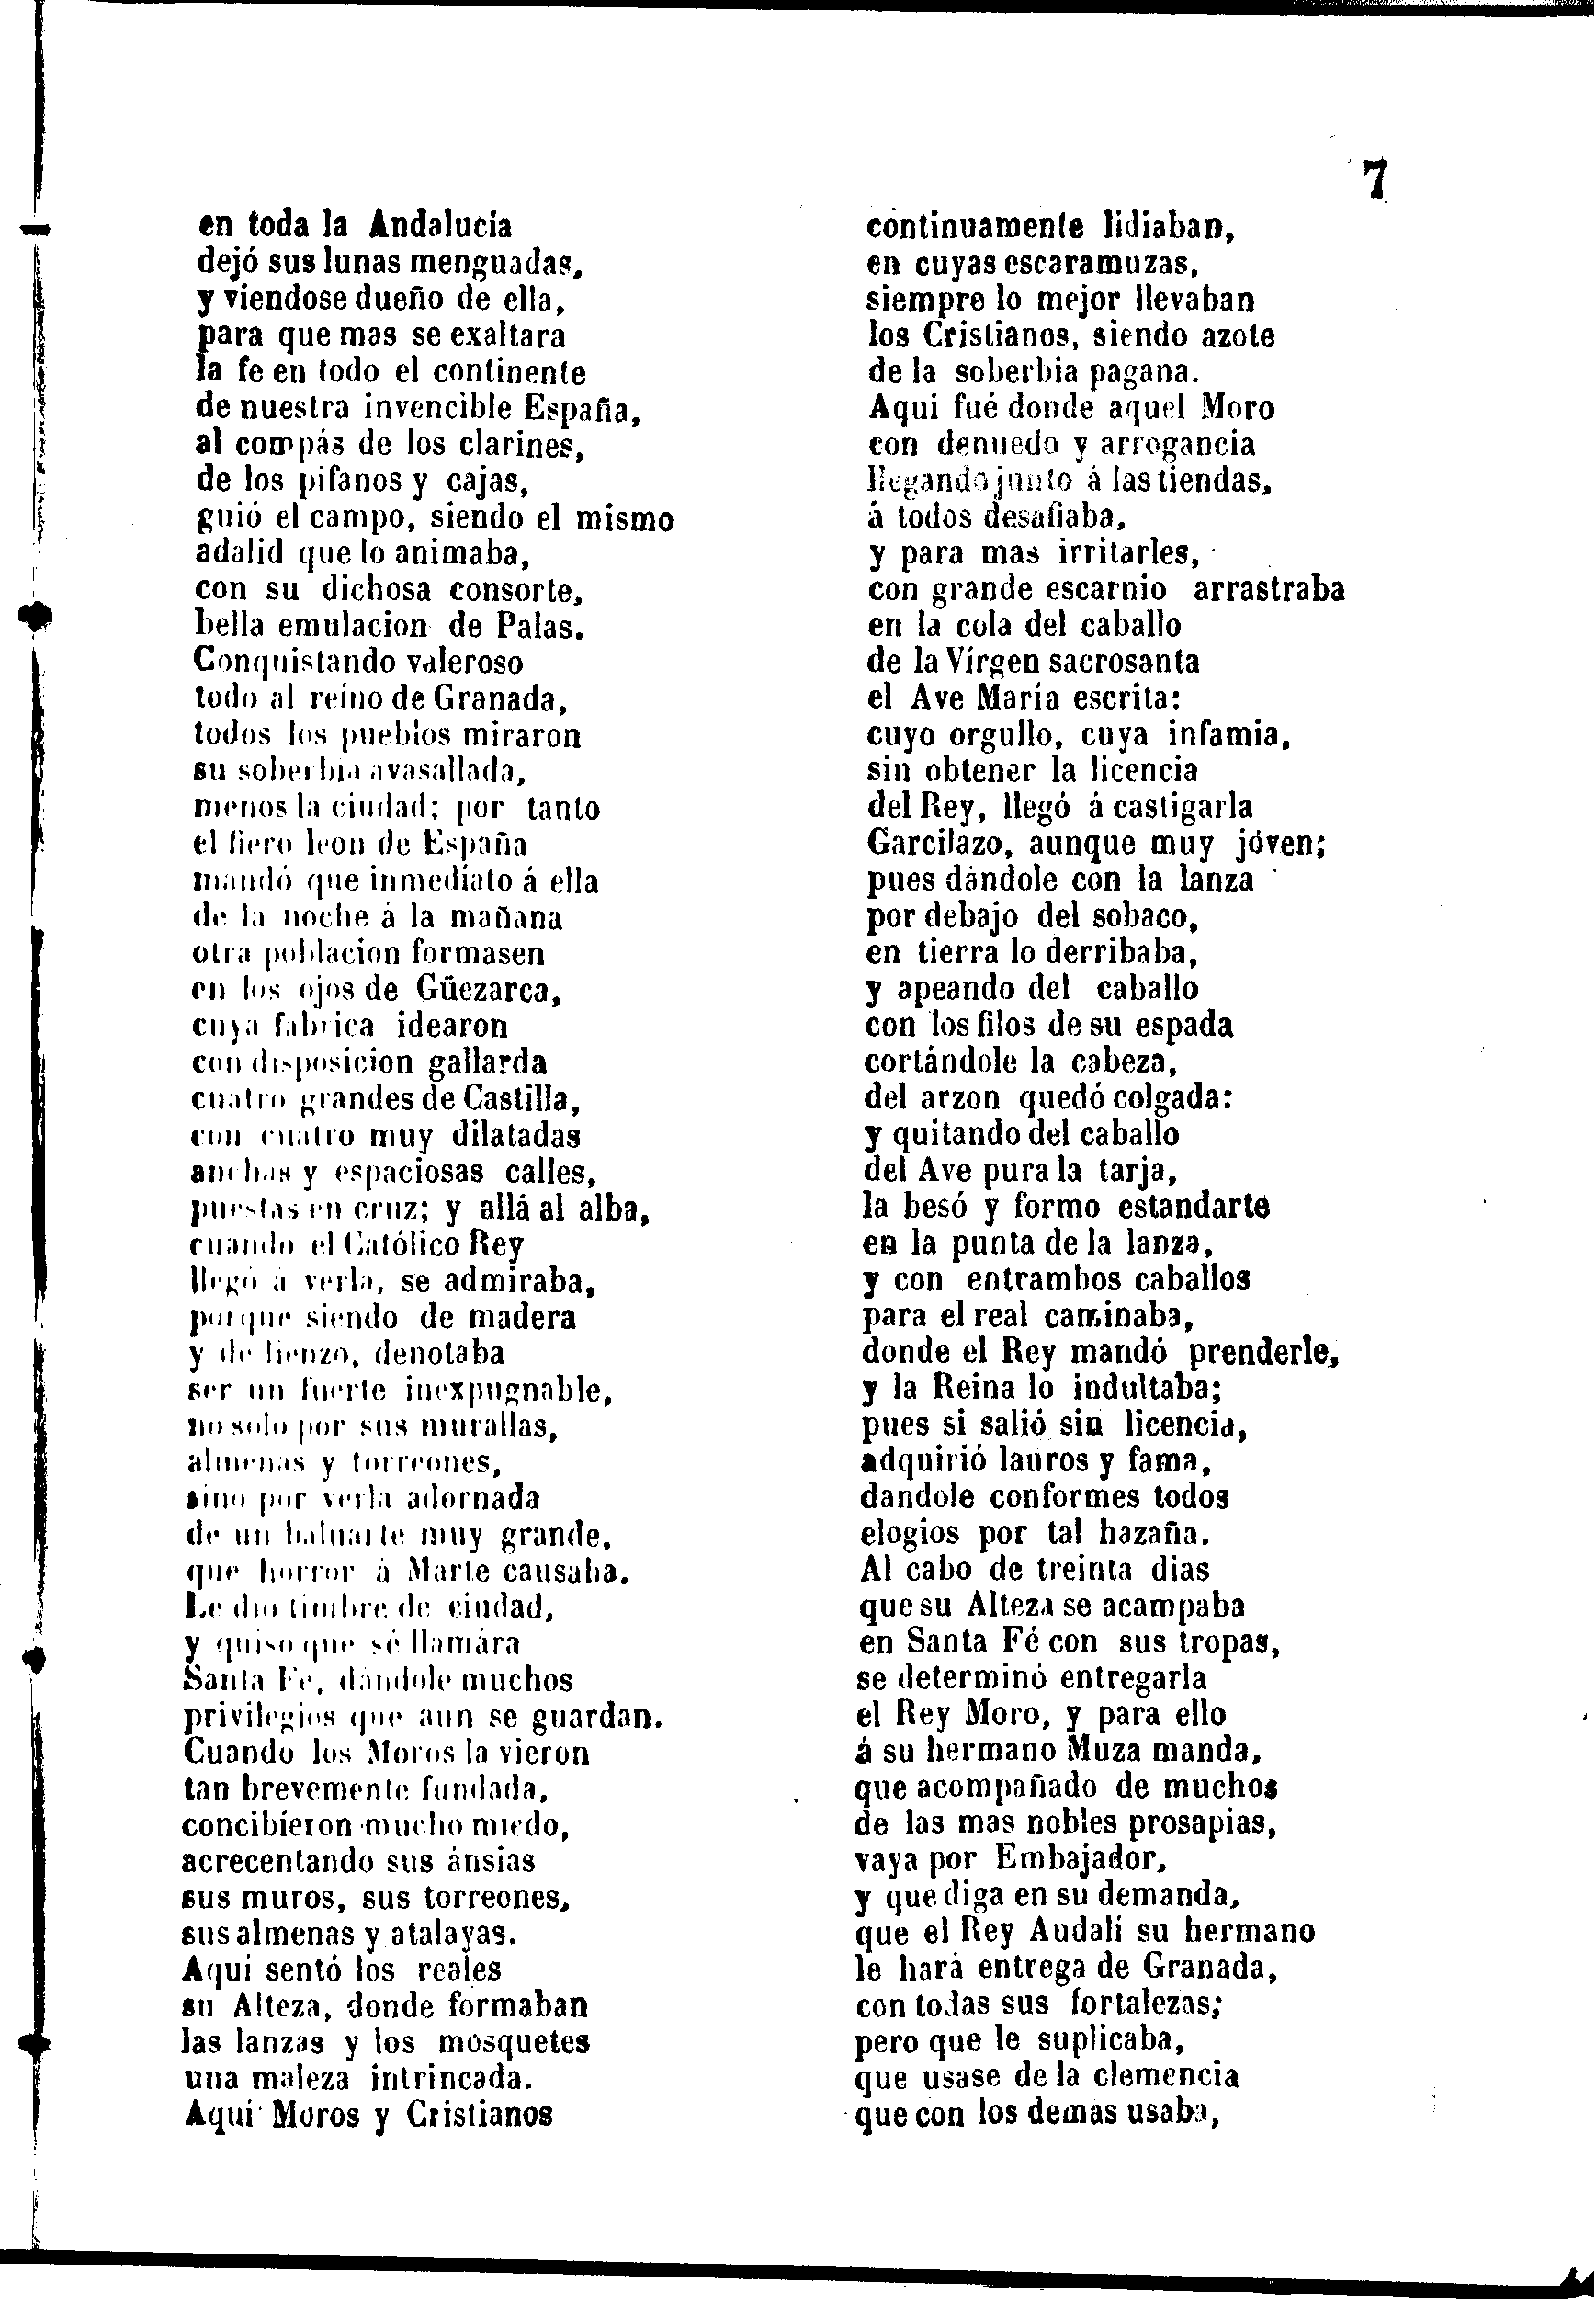 7
en toda la Andalucía
dejó sus lunas menguadas,
y viendose dueño de ella,
para que mas se exaltara
la fe en todo el continente
de nuestra invencible España,
al compás de los clarines,
de los pifanos y cajas,
guió el campo, siendo el mismo
adalid que lo animaba,
con su dichosa consorte,
bella emulacion de Palas.
Conquistando valeroso
todo al reino de Granada,
todos los pueblos miraron
su soberbia avasallada,
menos la ciudad; por tanto
el fiero leon de España
mandó que inmediato á ella
de la noche á la mañana
otra poblacion formasen
en los ojos de Güezarca,
cuya fabrica idearon
con disposicion gallarda
cuatro grandes de Castilla,
con cuatro muy dilatadas
anchas y espaciosas calles,
puestas en cruz; y allá al alba,
cuando el Católico Rey
llegó á verla, se admiraba,
porque siendo de madera
y de lienzo, denotaba
ser un fuerte inexpugnable,
no solo por sus murallas,
almenas y torreones,
sino por verla adornada
de un baluarte muy grande,
que horror á Marte causaba.
Le dio timbre de ciudad,
y quiso que sé llamára
Santa Fe, dandole muchos
privilegios que aun se guardan.
Cuando los Moros la vieron
tan brevemente fundada,
concibieron mucho miedo,
acrecentando sus ánsias
sus muros, sus torreones,
sus almenas y atalayas.
Aqui sentó los reales
su Alteza, donde formaban
las lanzas y los mosquetes
una maleza intrincada.
Aqui Moros y Cristianos
continuamente lidiaban,
en cuyas escaramuzas,
siempre lo mejor llevaban
los Cristianos, siendo azote
de la soberbia pagana.
Aqui fué donde aquel Moro
con denuedo y arrogancia
llegando junto á las tiendas,
á todos desafiaba,
y para mas irritarles,
con grande escarnio arrastraba
en la cola del caballo
de la Vírgen sacrosanta
el Ave María escrita:
cuyo orgullo, cuya infamia,
sin obtener la licencia
del Rey, llegó á castigarla
Garcilazo, aunque muy jóven;
pues dándole con la lanza
por debajo del sobaco,
en tierra lo derribaba,
y apeando del caballo
con los filos de su espada
cortándole la cabeza,
del arzon quedó colgada:
y quitando del caballo
del Ave pura la tarja,
la besó y formo estandarte
en la punta de la lanza,
y con entrambos caballos
para el real caminaba,
donde el Rey mandó prenderle,
y la Reina lo indultaba;
pues si salió sin licencia,
adquirió lauros y fama,
dandole conformes todos
elogios por tal hazaña.
Al cabo de treinta dias
que su Alteza se acampaba
en Santa Fé con sus tropas,
se determinó entregarla
el Rey Moro, y para ello
á su hermano Muza manda,
que acompañado de muchos
de las mas nobles prosapias,
vaya por Embajador,
y que diga en su demanda,
que el Rey Audalí su hermano
le hará entrega de Granada,
con todas sus fortalezas;
pero que le suplicaba,
que usase de la clemencia
que con los demas usaba,